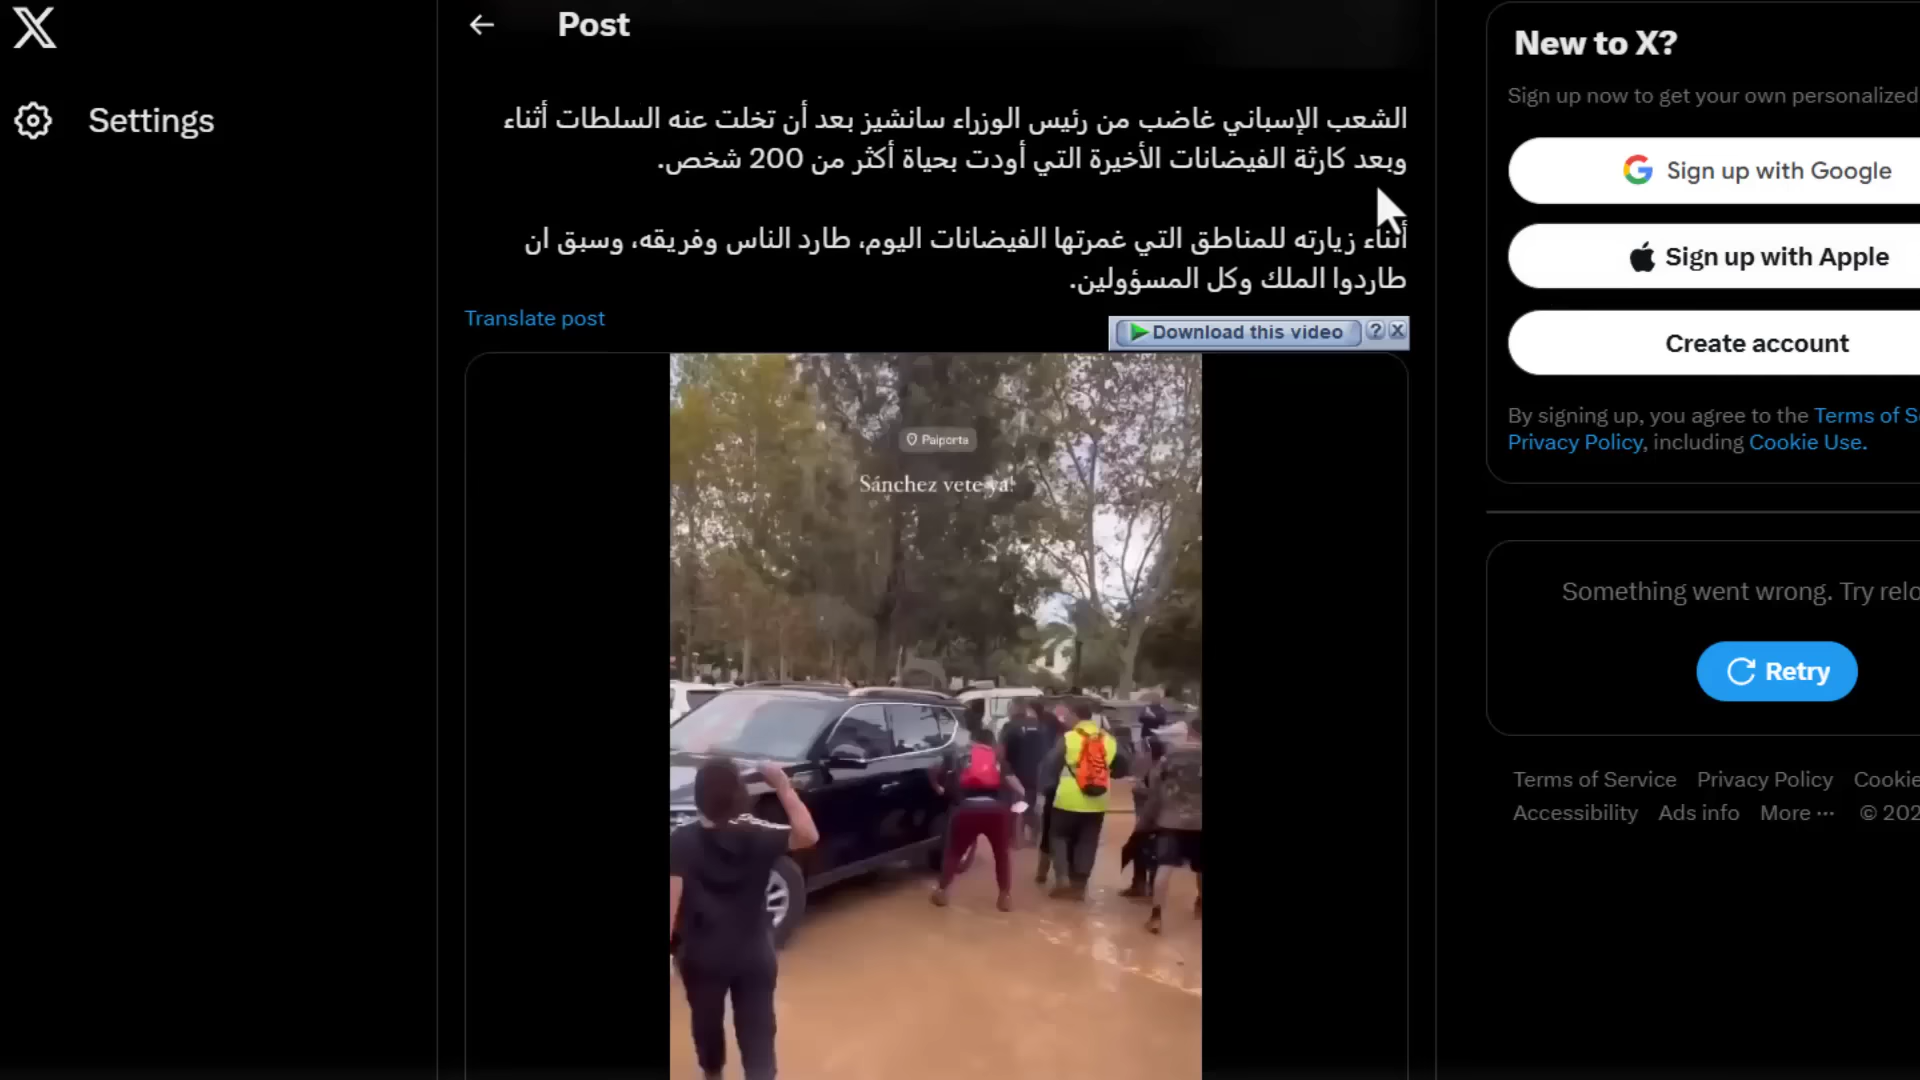 Post
Settings
الشعب الإسباني غاضب من رئيس الوزراء سانشيز بعد أن تخلت عنه السلطات أثناء
وبعد كارثة الفيضانات الأخيرة التي أودت بحياة أكثر من 200 شخص.
أثناء زيارته للمناطق التي غمرتها الفيضانات اليوم، طارد الناس وفريقه، وسبق ان
طاردوا الملك وكل المسؤولين.
Translate post
Download this video
Paiporta
Sánchez vete ya!
New to X?
Sign up now to get your own personalized
Sign up with Google
Sign up with Apple
Create account
By signing up, you agree to the Terms of S
Privacy Policy, including Cookie Use.
Something went wrong. Try relo
Retry
Terms of Service Privacy Policy Cookie
Accessibility Ads info More ··· © 202